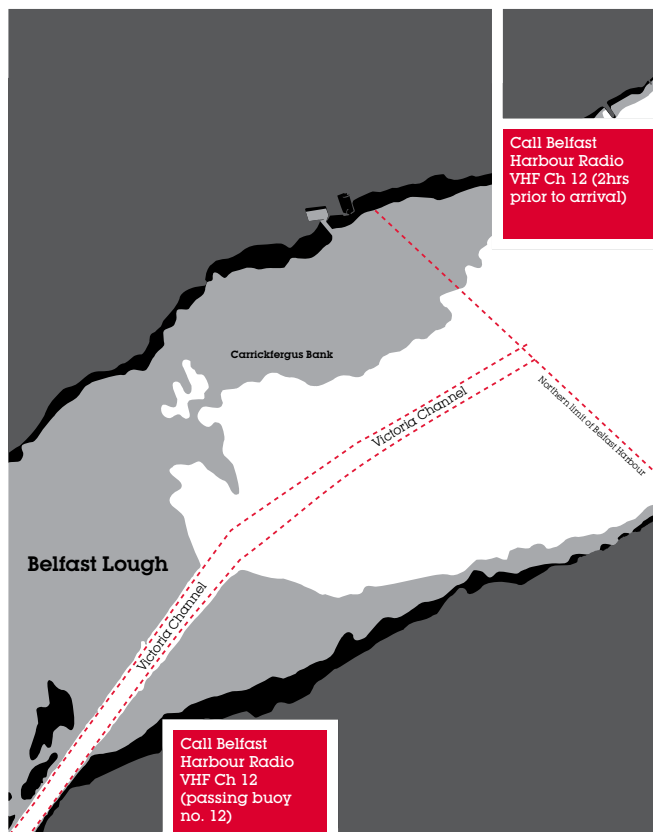 Call Belfast
Harbour Radio
VHF Ch 12 (2hrs
prior to arrival)
Carrickfergus Bank
Victoria Channel
Northern limit of Belfast Harbour
Belfast Lough
Victoria Channel
Call Belfast
Harbour Radio
VHF Ch 12
(passing buoy
no. 12)